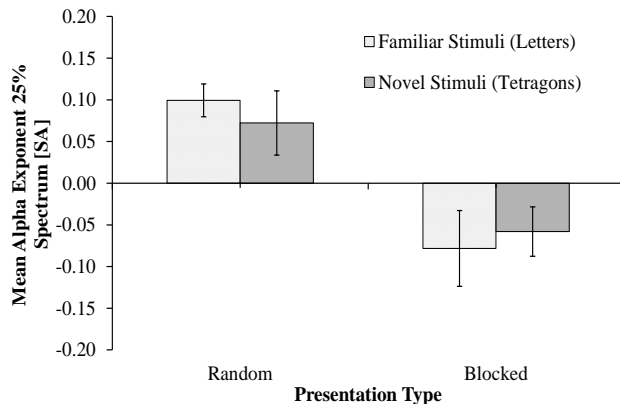 Mean Alpha Exponent 25%
Spectrum [SA]
0.20
0.15
0.10
0.05
0.00
-0.05
-0.10
-0.15
-0.20
Familiar Stimuli (Letters)
Novel Stimuli (Tetragons)
Random
Blocked
Presentation Type